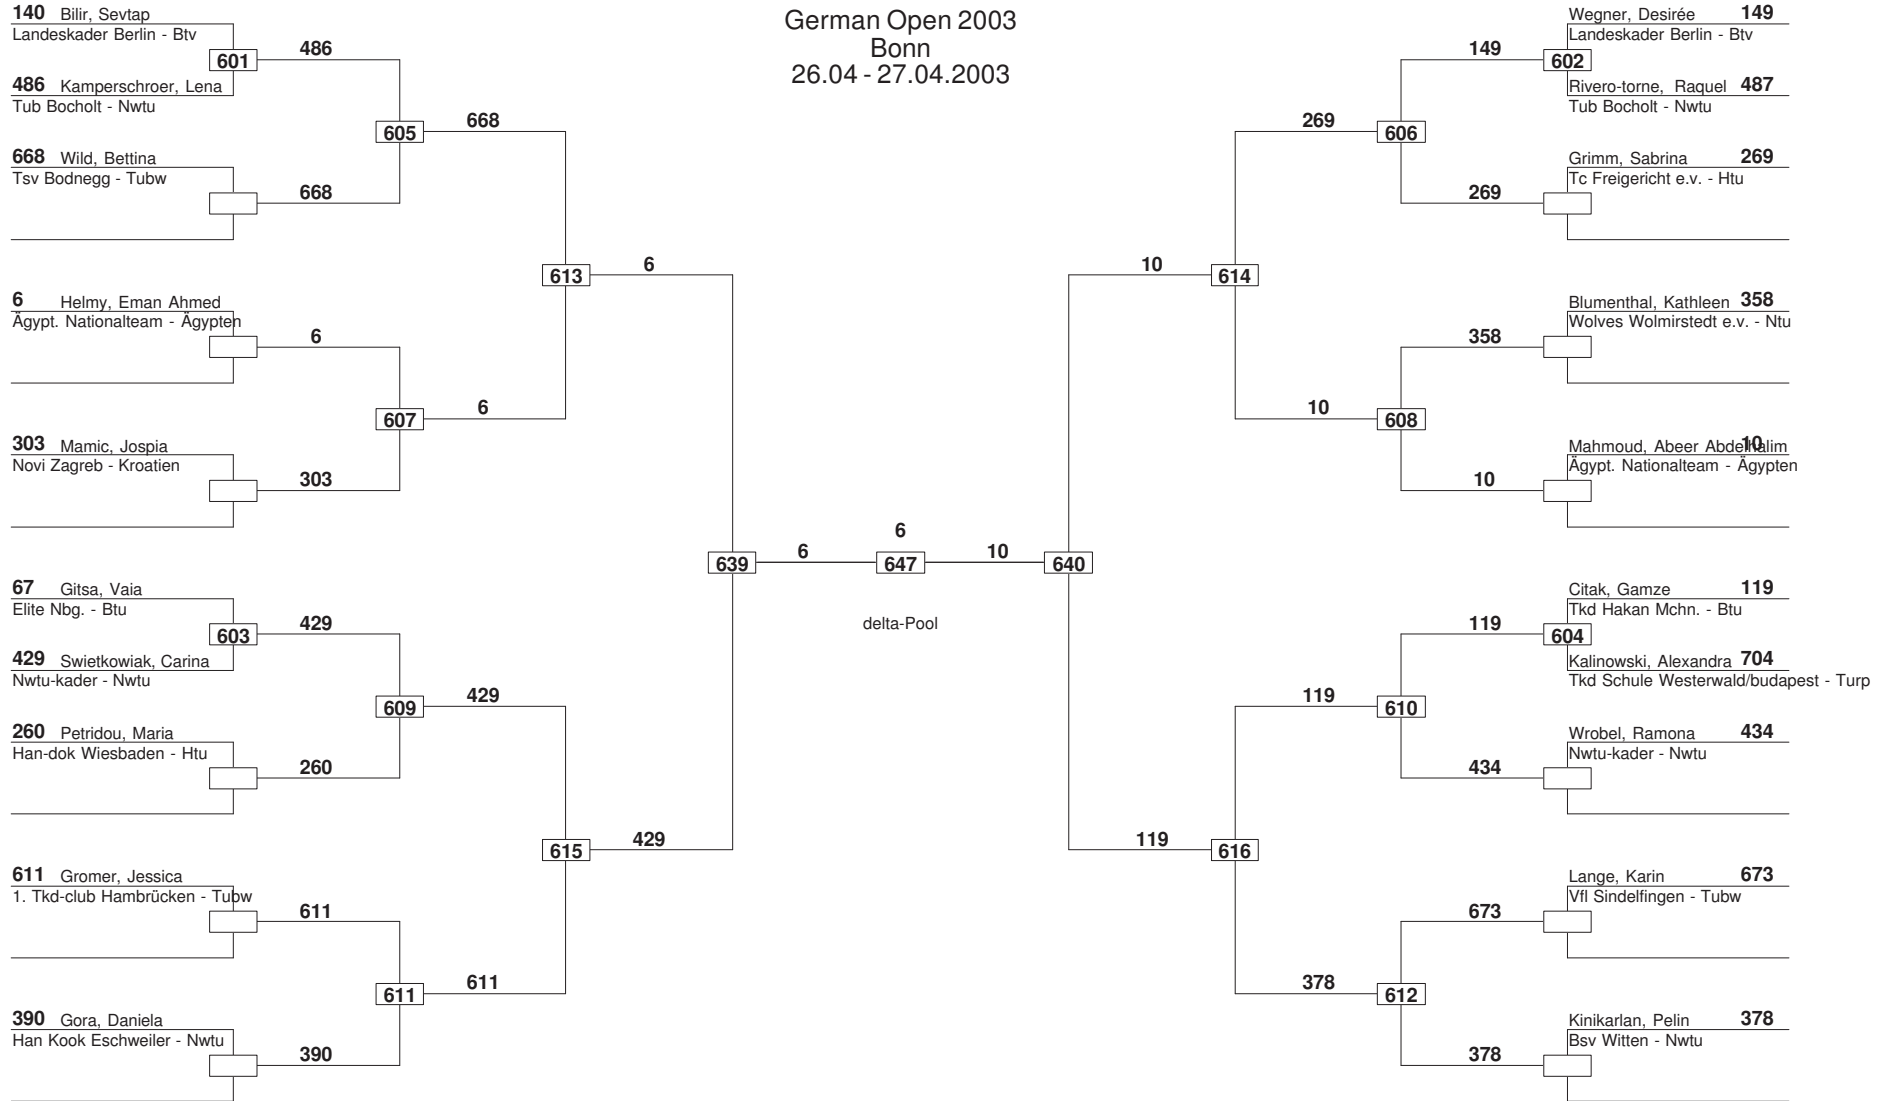 German Open 2003
Bonn
26.04 - 27.04.2003
140 Bilir, Sevtap
Landeskader Berlin - Btv
601
486
486 Kamperschroer, Lena
Tub Bocholt - Nwtu
605
668
668 Wild, Bettina
Tsv Bodnegg - Tubw
668
613
6
6 Helmy, Eman Ahmed
Ägypt. Nationalteam - Ägypten
6
607
6
303 Mamic, Jospia
Novi Zagreb - Kroatien
303
639
6
6
647
10
640
delta-Pool
67 Gitsa, Vaia
Elite Nbg. - Btu
603
429
429 Swietkowiak, Carina
Nwtu-kader - Nwtu
609
429
260 Petridou, Maria
Han-dok Wiesbaden - Htu
260
615
429
611 Gromer, Jessica
1. Tkd-club Hambrücken - Tubw
611
611
611
390 Gora, Daniela
Han Kook Eschweiler - Nwtu
390
Wegner, Desirée 149
Landeskader Berlin - Btv
149
602
Rivero-torne, Raquel 487
Tub Bocholt - Nwtu
269
606
Grimm, Sabrina 269
Tc Freigericht e.v. - Htu
269
10
614
Blumenthal, Kathleen 358
Wolves Wolmirstedt e.v. - Ntu
358
10
608
Mahmoud, Abeer Abdelhalim 10
Ägypt. Nationalteam - Ägypten
10
Citak, Gamze 119
Tkd Hakan Mchn. - Btu
119
604
Kalinowski, Alexandra 704
Tkd Schule Westerwald/budapest - Turp
119
610
Wrobel, Ramona 434
Nwtu-kader - Nwtu
434
119
616
Lange, Karin 673
Vfl Sindelfingen - Tubw
673
378
612
Kinikarlan, Pelin 378
Bsv Witten - Nwtu
378